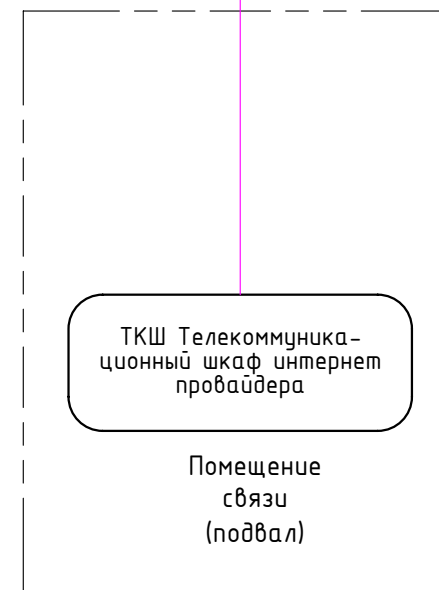 ТКШ Телекоммуника-
ционный шкаф интернет
провайдера
Помещение
связи
(подвал)